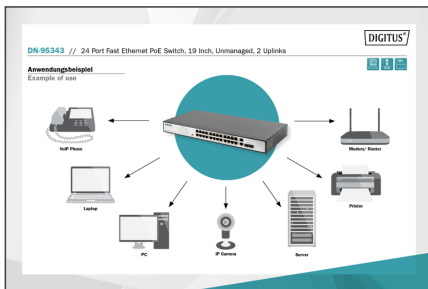 DIGITUS®
DN-95343 // 24 Port Fast Ethernet PoE Switch, 19 Inch, Unmanaged, 2 Uplinks
Anwendungsbeispiel
Example of use
VoIP Phone
Modem/ Router
Laptop
Printer
PC
IP Camera
Server